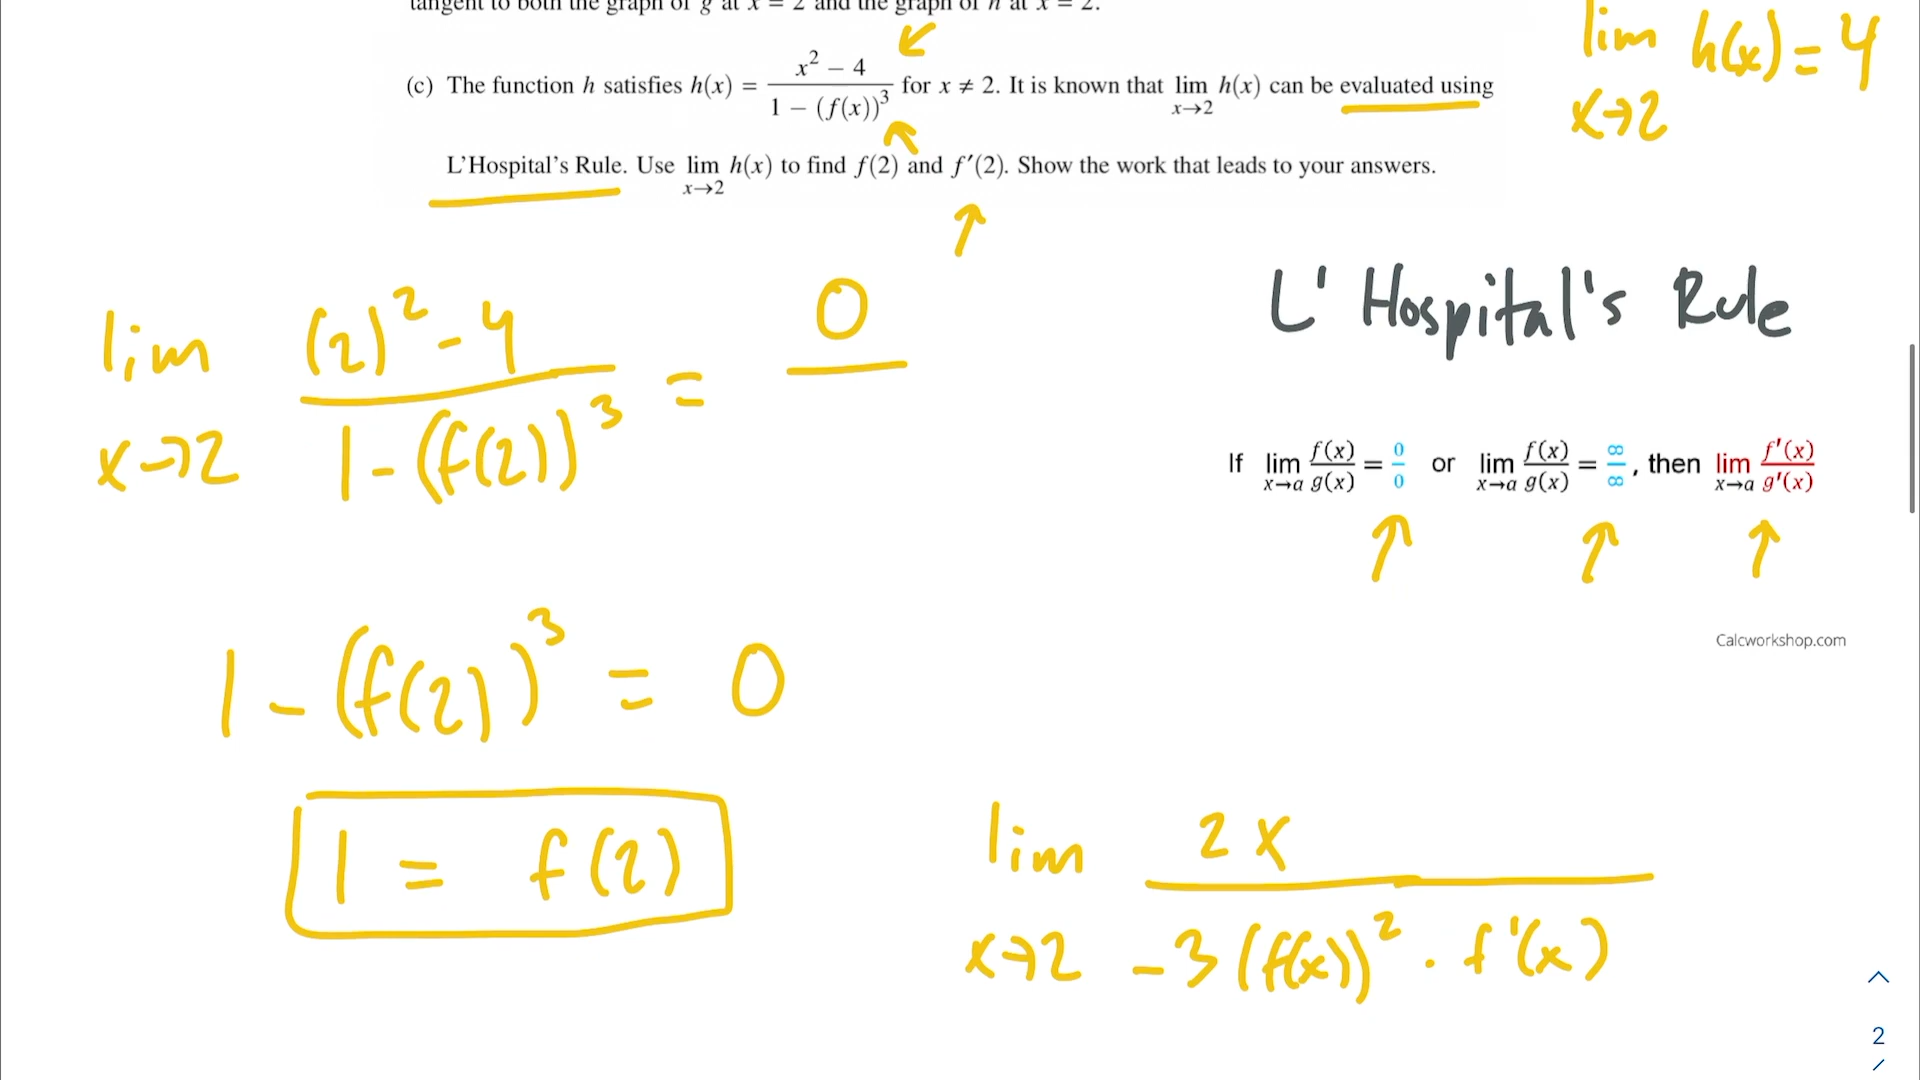 tangent to both the graph of g at x = 2 and the graph of h at x = 2.
lim h(x) = 4
x→2
(c) The function h satisfies h(x) = (x² − 4)/(1 − (f(x))³) for x ≠ 2. It is known that lim x→2 h(x) can be evaluated using
L'Hospital's Rule. Use lim x→2 h(x) to find f(2) and f′(2). Show the work that leads to your answers.
L' Hospital's Rule
lim x→2 ((2)² - 4)/(1 - (f(2))³) = 0
If lim x→a f(x)/g(x) = 0/0 or lim x→a f(x)/g(x) = ∞/∞, then lim x→a f'(x)/g'(x)
Calcworkshop.com
1 - (f(2))³ = 0
1 = f(2)
lim x→2 2x/(-3(f(x))² · f'(x))
2